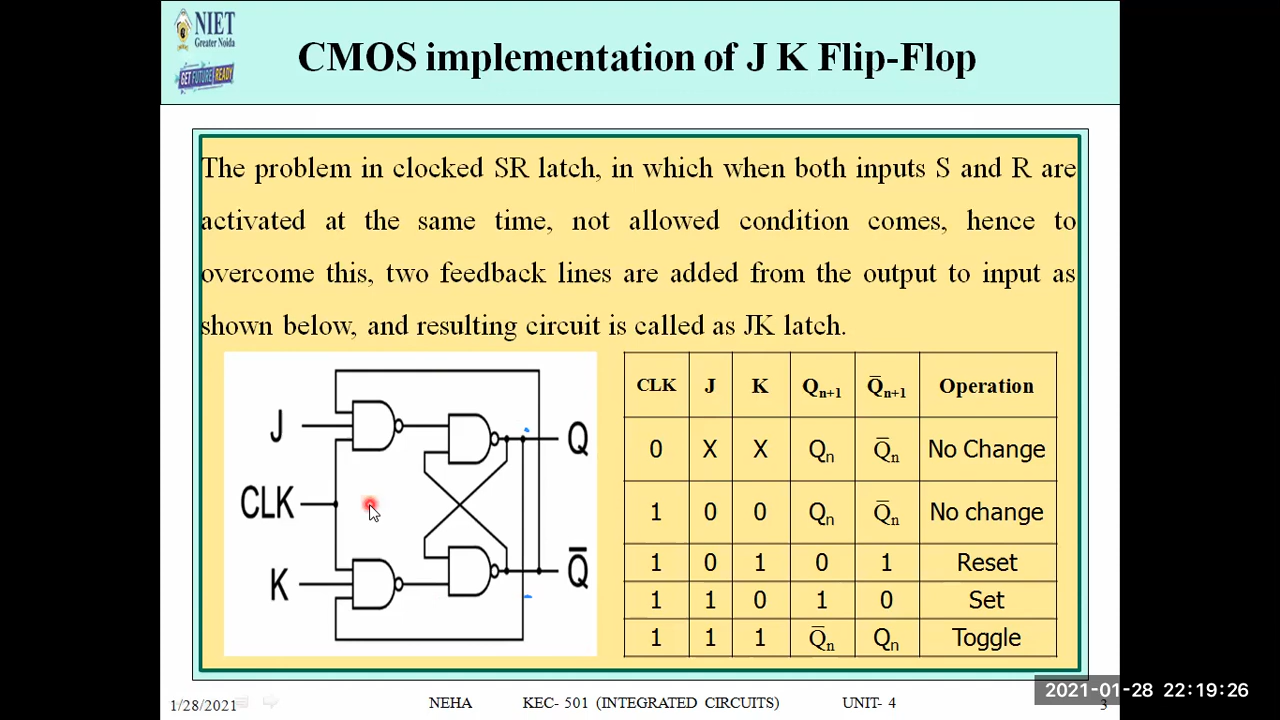 NIET
Greater Noida
GET FUTURE READY
CMOS implementation of J K Flip-Flop
The problem in clocked SR latch, in which when both inputs S and R are
activated at the same time, not allowed condition comes, hence to
overcome this, two feedback lines are added from the output to input as
shown below, and resulting circuit is called as JK latch.
J
CLK
K
Q
Q̅
CLK J K Qn+1 Q̅n+1 Operation
0 X X Qn Q̅n No Change
1 0 0 Qn Q̅n No change
1 0 1 0 1 Reset
1 1 0 1 0 Set
1 1 1 Q̅n Qn Toggle
1/28/2021 NEHA KEC- 501 (INTEGRATED CIRCUITS) UNIT- 4 3
2021-01-28 22:19:26